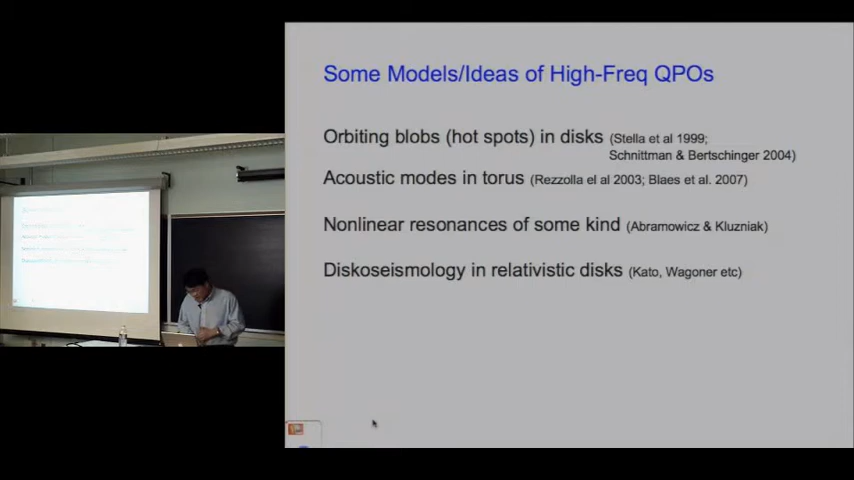 Some Models/Ideas of High-Freq QPOs
Orbiting blobs (hot spots) in disks (Stella et al 1999;
Schnittman & Bertschinger 2004)
Acoustic modes in torus (Rezzolla el al 2003; Blaes et al. 2007)
Nonlinear resonances of some kind (Abramowicz & Kluzniak)
Diskoseismology in relativistic disks (Kato, Wagoner etc)